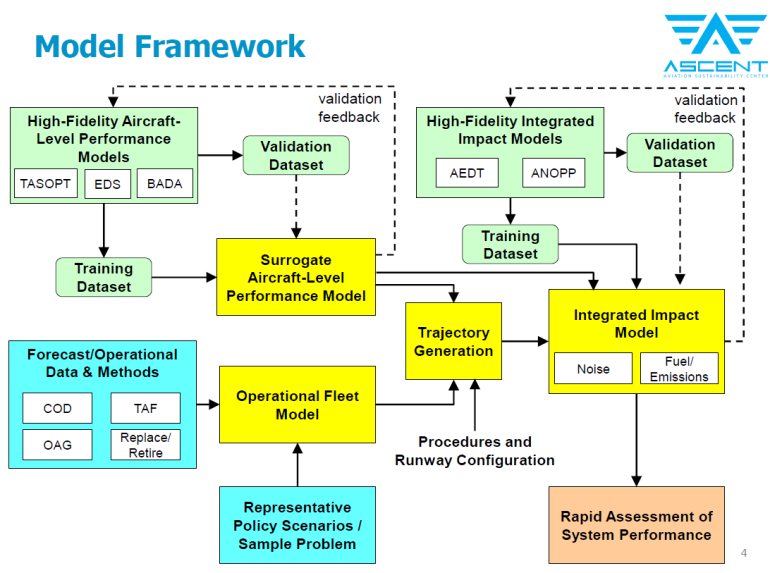 Model Framework
ASCENT
AVIATION SUSTAINABILITY CENTER
validation
feedback
High-Fidelity Aircraft-
Level Performance
Models
TASOPT
EDS
BADA
Validation
Dataset
Training
Dataset
Surrogate
Aircraft-Level
Performance Model
validation
feedback
High-Fidelity Integrated
Impact Models
AEDT
ANOPP
Validation
Dataset
Training
Dataset
Trajectory
Generation
Integrated Impact
Model
Noise
Fuel/
Emissions
Forecast/Operational
Data & Methods
COD
TAF
OAG
Replace/
Retire
Operational Fleet
Model
Procedures and
Runway Configuration
Representative
Policy Scenarios /
Sample Problem
Rapid Assessment of
System Performance
4